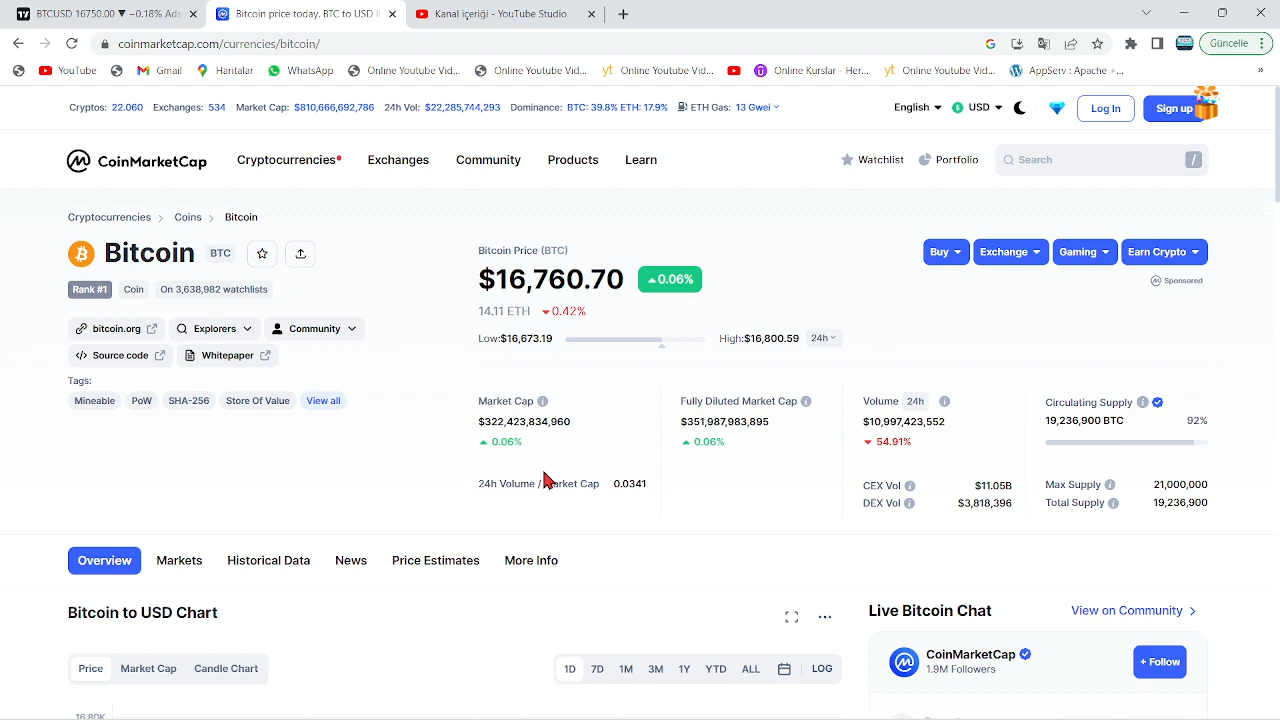 BTCUSD 16750.00 ▼ −0.18% Ads
Bitcoin price today, BTC to USD li
Kanal içeriği - YouTube Studio
coinmarketcap.com/currencies/bitcoin/
Güncelle
YouTube
Gmail
Haritalar
WhatsApp
Online Youtube Vid...
Online Youtube Vid...
Online Youtube Vid...
Online Kurslar - Her...
Online Youtube Vid...
AppServ : Apache +...
»
Cryptos: 22.060 Exchanges: 534 Market Cap: $810,666,692,786 24h Vol: $22,285,744,293 Dominance: BTC: 39.8% ETH: 17.9% ETH Gas: 13 Gwei
English USD Log In Sign up
CoinMarketCap Cryptocurrencies Exchanges Community Products Learn Watchlist Portfolio Search /
Cryptocurrencies > Coins > Bitcoin
Bitcoin BTC
Rank #1 Coin On 3,638,982 watchlists
bitcoin.org Explorers Community
Source code Whitepaper
Tags:
Mineable PoW SHA-256 Store Of Value View all
Bitcoin Price (BTC)
$16,760.70 0.06%
14.11 ETH 0.42%
Low:$16,673.19 High:$16,800.59 24h
Buy Exchange Gaming Earn Crypto
Sponsored
Market Cap
$322,423,834,960
0.06%
24h Volume / Market Cap 0.0341
Fully Diluted Market Cap
$351,987,983,895
0.06%
Volume 24h
$10,997,423,552
54.91%
CEX Vol $11.05B
DEX Vol $3,818,396
Circulating Supply
19,236,900 BTC 92%
Max Supply 21,000,000
Total Supply 19,236,900
Overview Markets Historical Data News Price Estimates More Info
Bitcoin to USD Chart
Price Market Cap Candle Chart
1D 7D 1M 3M 1Y YTD ALL LOG
16.80K
Live Bitcoin Chat View on Community >
CoinMarketCap
1.9M Followers
+ Follow